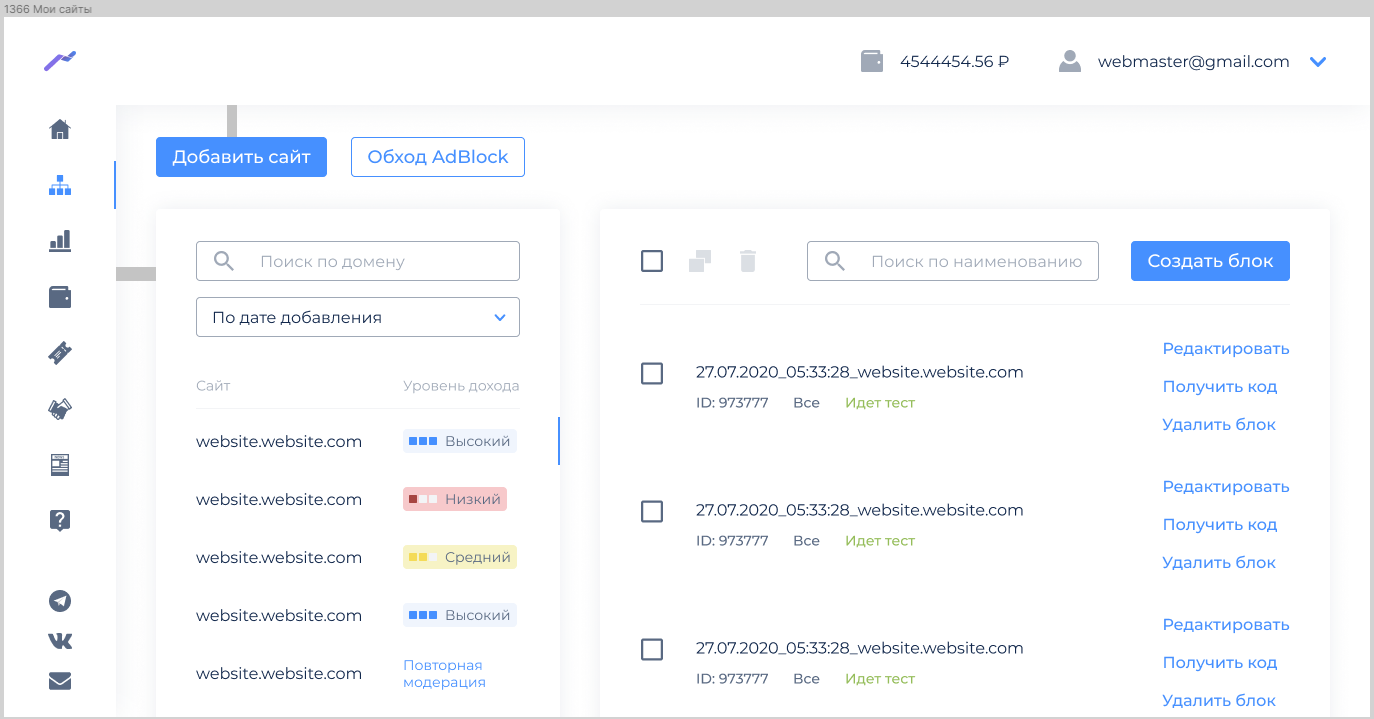 1366 Мои сайты
4544454.56 ₽
webmaster@gmail.com
Добавить сайт
Обход AdBlock
Поиск по домену
По дате добавления
Сайт
Уровень дохода
website.website.com
Высокий
website.website.com
Низкий
website.website.com
Средний
website.website.com
Высокий
website.website.com
Повторная
модерация
Поиск по наименованию
Создать блок
27.07.2020_05:33:28_website.website.com
ID: 973777 Все Идет тест
Редактировать
Получить код
Удалить блок
27.07.2020_05:33:28_website.website.com
ID: 973777 Все Идет тест
Редактировать
Получить код
Удалить блок
27.07.2020_05:33:28_website.website.com
ID: 973777 Все Идет тест
Редактировать
Получить код
Удалить блок